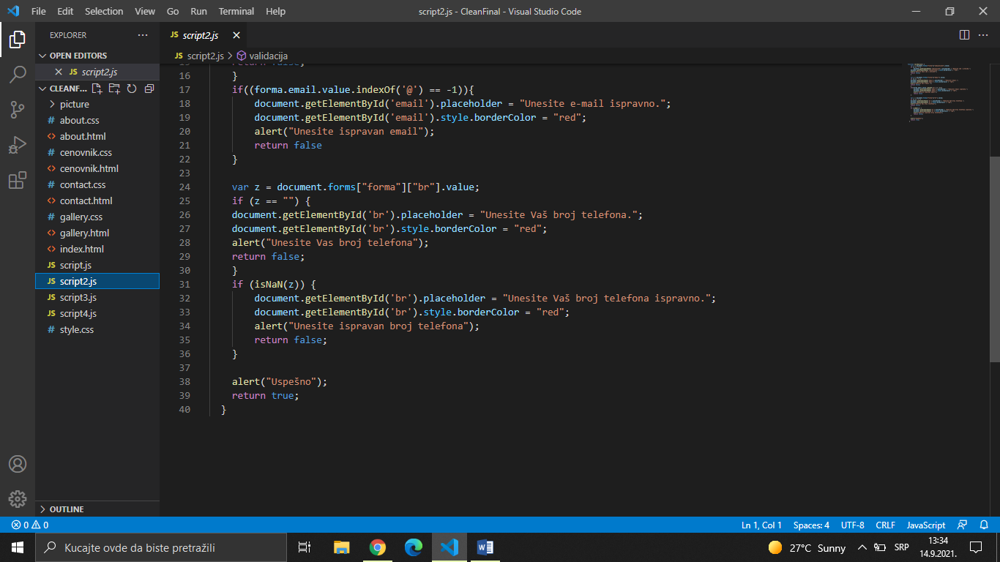 File Edit Selection View Go Run Terminal Help script2.js - CleanFinal - Visual Studio Code
EXPLORER
OPEN EDITORS
JS script2.js
CLEANF...
picture
# about.css
<> about.html
# cenovnik.css
<> cenovnik.html
# contact.css
<> contact.html
# gallery.css
<> gallery.html
<> index.html
JS script.js
JS script2.js
JS script3.js
JS script4.js
# style.css
OUTLINE
JS script2.js
JS script2.js > validacija
15 return false;
16 }
17 if((forma.email.value.indexOf('@') == -1)){
18 document.getElementById('email').placeholder = "Unesite e-mail ispravno.";
19 document.getElementById('email').style.borderColor = "red";
20 alert("Unesite ispravan email");
21 return false
22 }
23
24 var z = document.forms["forma"]["br"].value;
25 if (z == "") {
26 document.getElementById('br').placeholder = "Unesite Vaš broj telefona.";
27 document.getElementById('br').style.borderColor = "red";
28 alert("Unesite Vas broj telefona");
29 return false;
30 }
31 if (isNaN(z)) {
32 document.getElementById('br').placeholder = "Unesite Vaš broj telefona ispravno.";
33 document.getElementById('br').style.borderColor = "red";
34 alert("Unesite ispravan broj telefona");
35 return false;
36 }
37
38 alert("Uspešno");
39 return true;
40 }
0 0 Ln 1, Col 1 Spaces: 4 UTF-8 CRLF JavaScript
Kucajte ovde da biste pretražili
27°C Sunny SRP 13:34
14.9.2021.